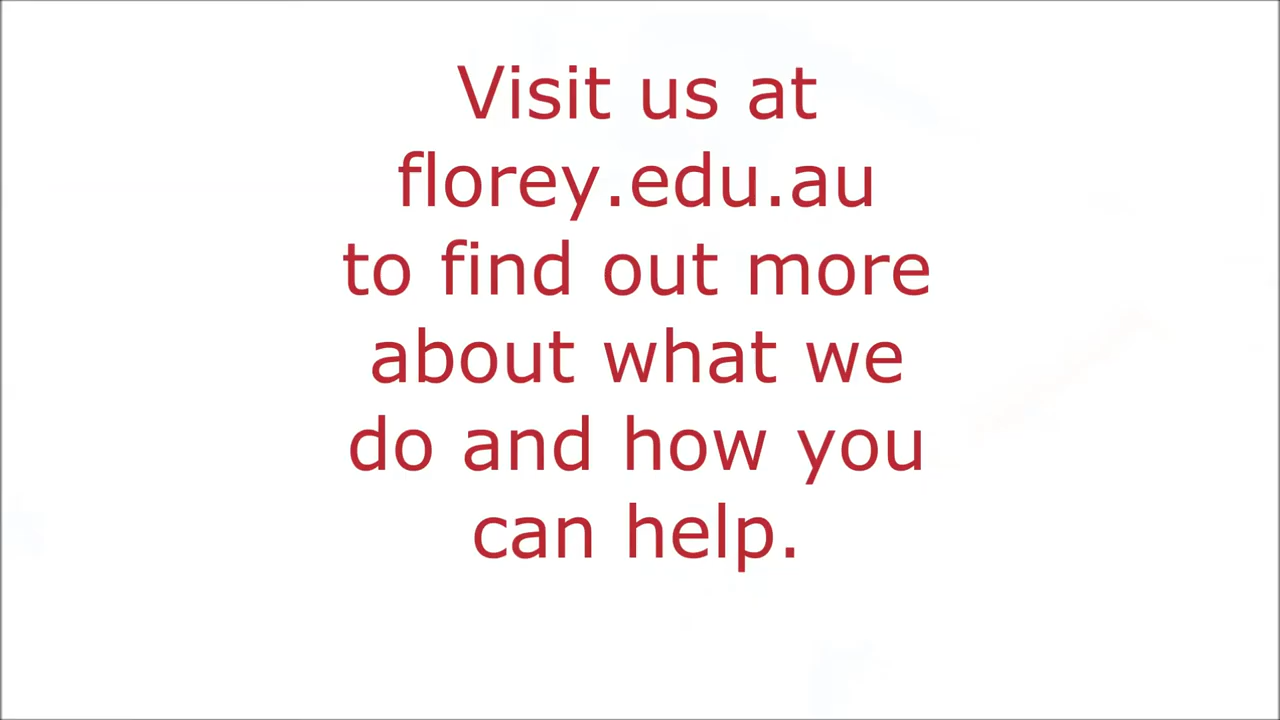 Visit us at
florey.edu.au
to find out more
about what we
do and how you
can help.